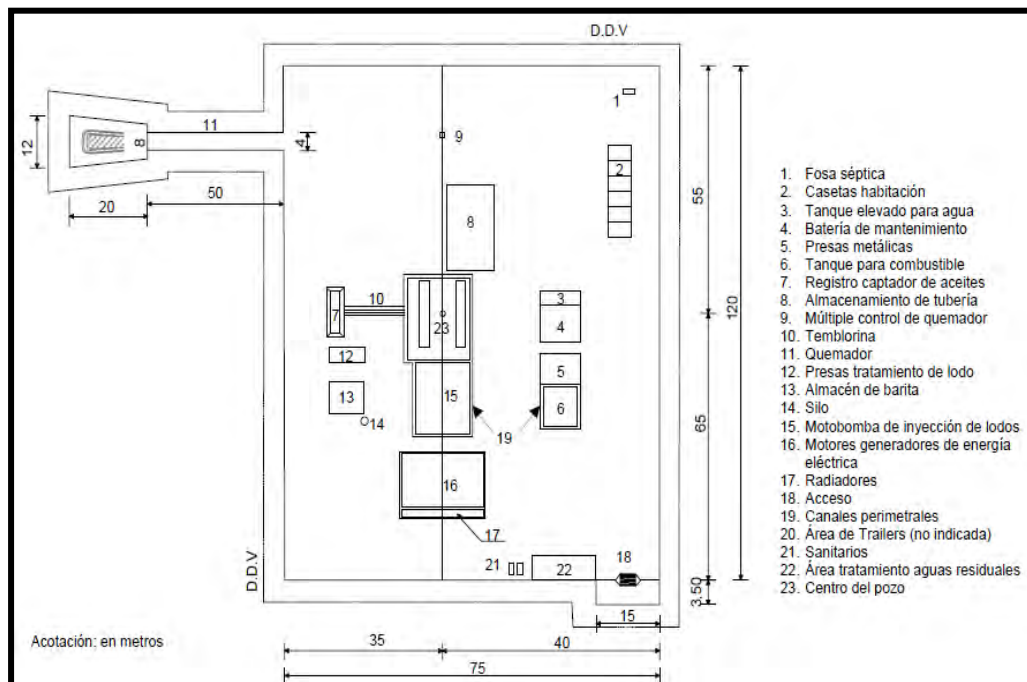 D.D.V
1
11
9
12
8
4
2
50
55
20
8
10
3
7
23
4
120
12
5
15
13
6
14
19
65
16
17
18
21
22
3.50
D.D.V
15
Acotación: en metros
35
40
75
1. Fosa séptica
2. Casetas habitación
3. Tanque elevado para agua
4. Batería de mantenimiento
5. Presas metálicas
6. Tanque para combustible
7. Registro captador de aceites
8. Almacenamiento de tubería
9. Múltiple control de quemador
10. Temblorina
11. Quemador
12. Presas tratamiento de lodo
13. Almacén de barita
14. Silo
15. Motobomba de inyección de lodos
16. Motores generadores de energía
eléctrica
17. Radiadores
18. Acceso
19. Canales perimetrales
20. Área de Trailers (no indicada)
21. Sanitarios
22. Área tratamiento aguas residuales
23. Centro del pozo